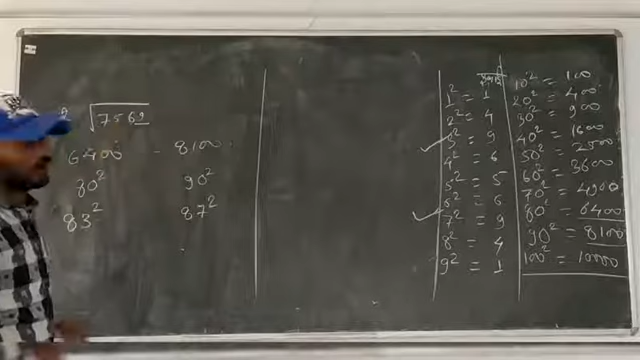 2 √7569
6400 - 8100
80² 90²
83² 87²
1² = 1
2² = 4
3² = 9
4² = 6
5² = 5
6² = 6
7² = 9
8² = 4
9² = 1
10² = 100
20² = 400
30² = 900
40² = 1600
50² = 2500
60² = 3600
70² = 4900
80² = 6400
90² = 8100
100² = 10000